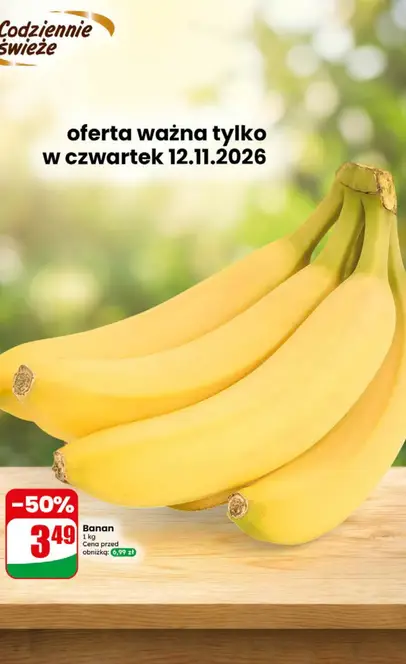 Codziennie
świeże
oferta ważna tylko
w czwartek 12.11.2026
-50%
3 49
Banan
1 kg
Cena przed
obniżką: 6,99 zł